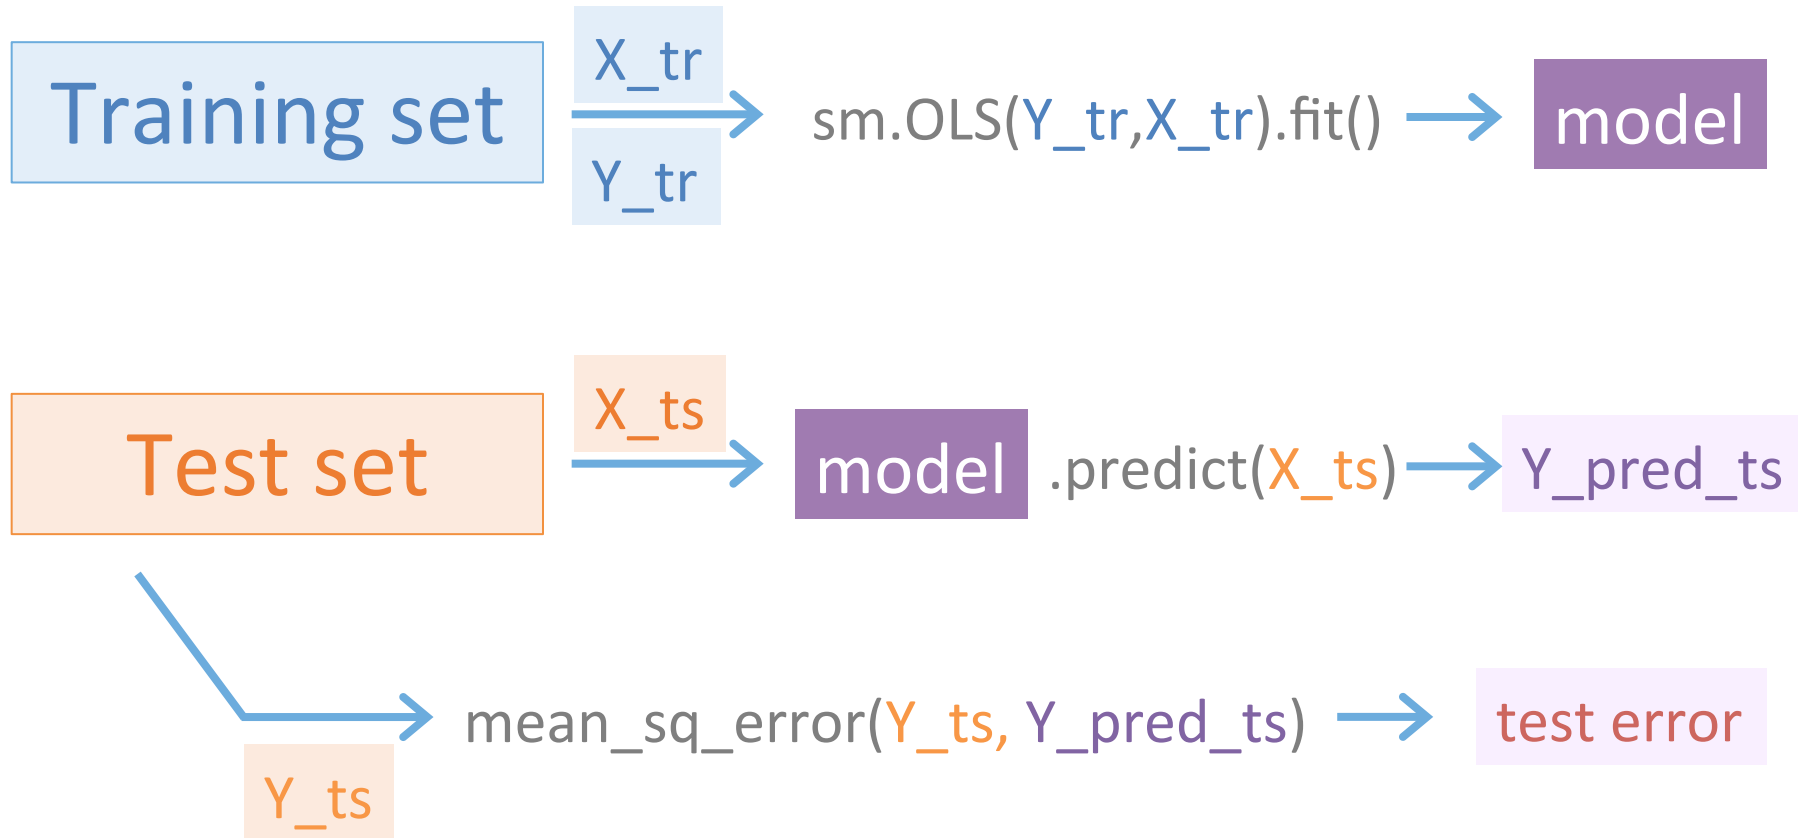 Training set
X_tr
Y_tr
sm.OLS(Y_tr,X_tr).fit()
model
Test set
X_ts
model
.predict(X_ts)
Y_pred_ts
Y_ts
mean_sq_error(Y_ts, Y_pred_ts)
test error